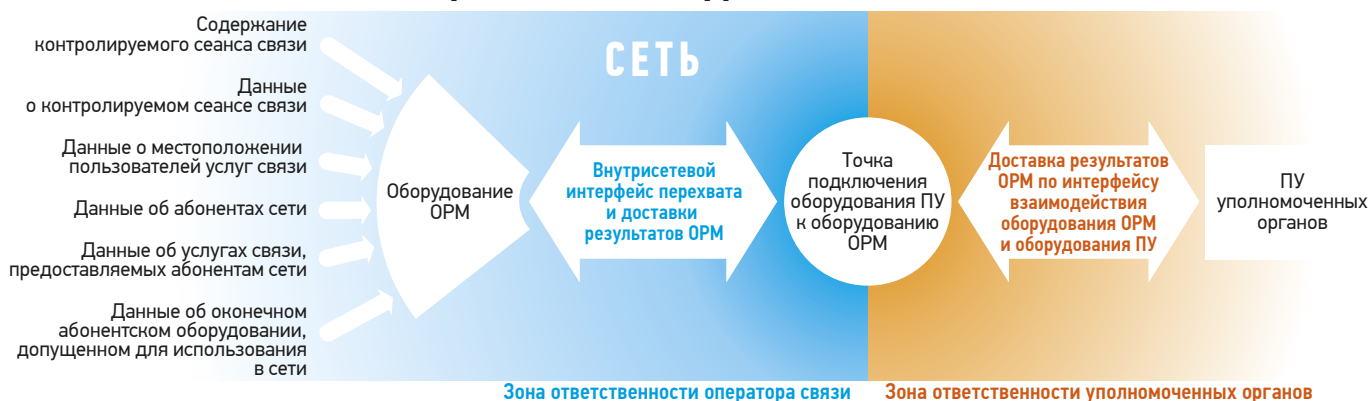 Содержание
контролируемого сеанса связи
Данные
о контролируемом сеансе связи
Данные о местоположении
пользователей услуг связи
Данные об абонентах сети
Данные об услугах связи,
предоставляемых абонентам сети
Данные об оконечном
абонентском оборудовании,
допущенном для использования
в сети
СЕТЬ
Оборудование
ОРМ
Внутрисетевой
интерфейс перехвата
и доставки
результатов ОРМ
Точка
подключения
оборудования ПУ
к оборудованию
ОРМ
Доставка результатов
ОРМ по интерфейсу
взаимодействия
оборудования ОРМ
и оборудования ПУ
ПУ
уполномоченных
органов
Зона ответственности оператора связи
Зона ответственности уполномоченных органов